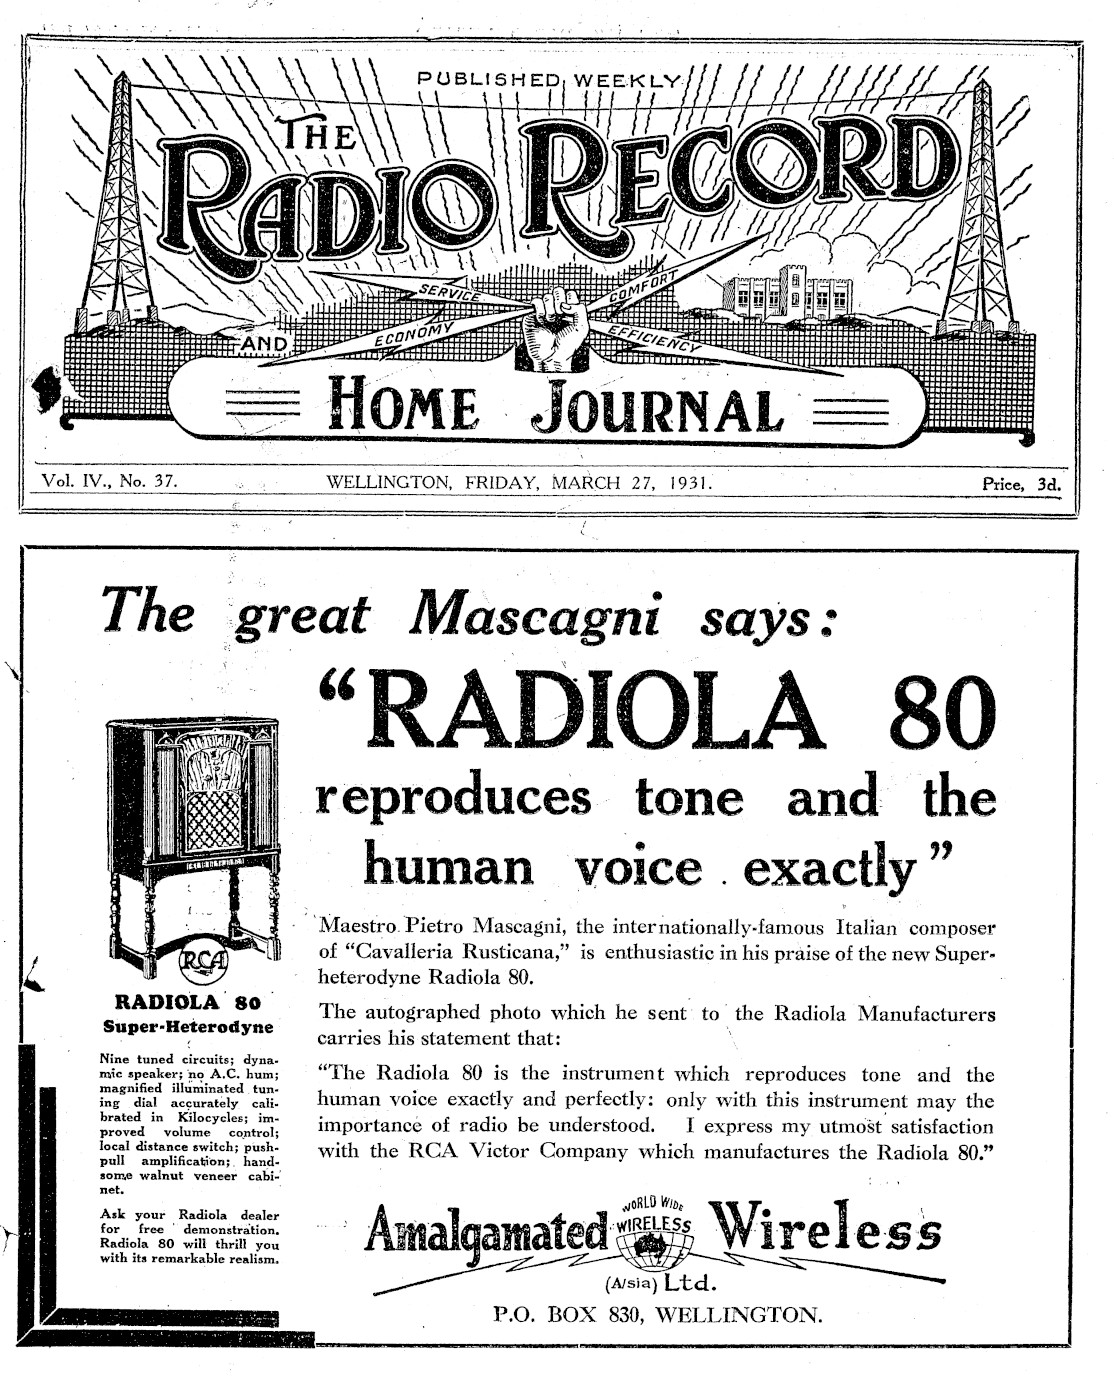 PUBLISHED WEEKLY
THE
RADIO RECORD
SERVICE
COMFORT
ECONOMY
EFFICIENCY
AND
HOME JOURNAL
Vol. IV., No. 37.
WELLINGTON, FRIDAY, MARCH 27, 1931.
Price, 3d.
The great Mascagni says:
"RADIOLA 80
reproduces tone and the
human voice exactly"
RCA
RADIOLA 80
Super-Heterodyne
Nine tuned circuits; dyna-
mic speaker; no A.C. hum;
magnified illuminated tun-
ing dial accurately cali-
brated in Kilocycles; im-
proved volume control;
local distance switch; push-
pull amplification; hand-
some walnut veneer cabi-
net.
Ask your Radiola dealer
for free demonstration.
Radiola 80 will thrill you
with its remarkable realism.
Maestro Pietro Mascagni, the internationally-famous Italian composer
of "Cavalleria Rusticana," is enthusiastic in his praise of the new Super-
heterodyne Radiola 80.
The autographed photo which he sent to the Radiola Manufacturers
carries his statement that:
"The Radiola 80 is the instrument which reproduces tone and the
human voice exactly and perfectly: only with this instrument may the
importance of radio be understood. I express my utmost satisfaction
with the RCA Victor Company which manufactures the Radiola 80."
Amalgamated
WORLD WIDE
WIRELESS
Wireless
(A/sia) Ltd.
P.O. BOX 830, WELLINGTON.